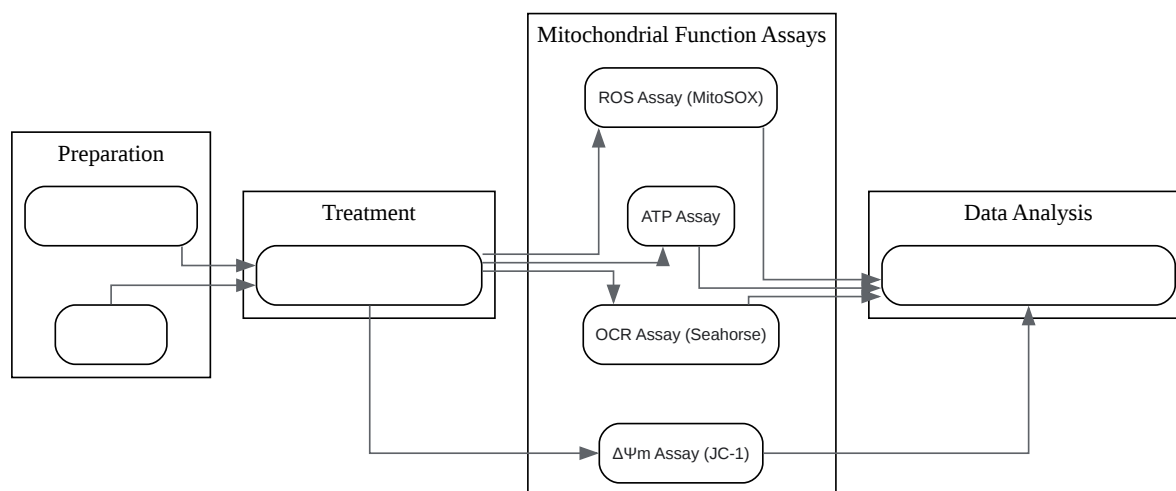 Preparation
Treatment
Mitochondrial Function Assays
ROS Assay (MitoSOX)
ATP Assay
OCR Assay (Seahorse)
ΔΨm Assay (JC-1)
Data Analysis